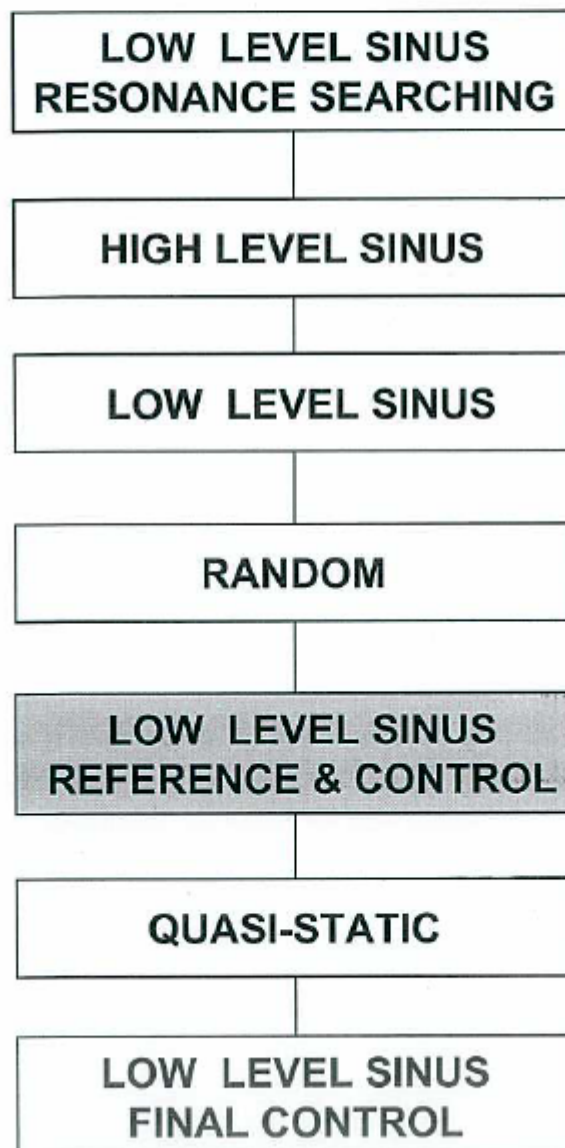 LOW LEVEL SINUS
RESONANCE SEARCHING
HIGH LEVEL SINUS
LOW LEVEL SINUS
RANDOM
LOW LEVEL SINUS
REFERENCE & CONTROL
QUASI-STATIC
LOW LEVEL SINUS
FINAL CONTROL